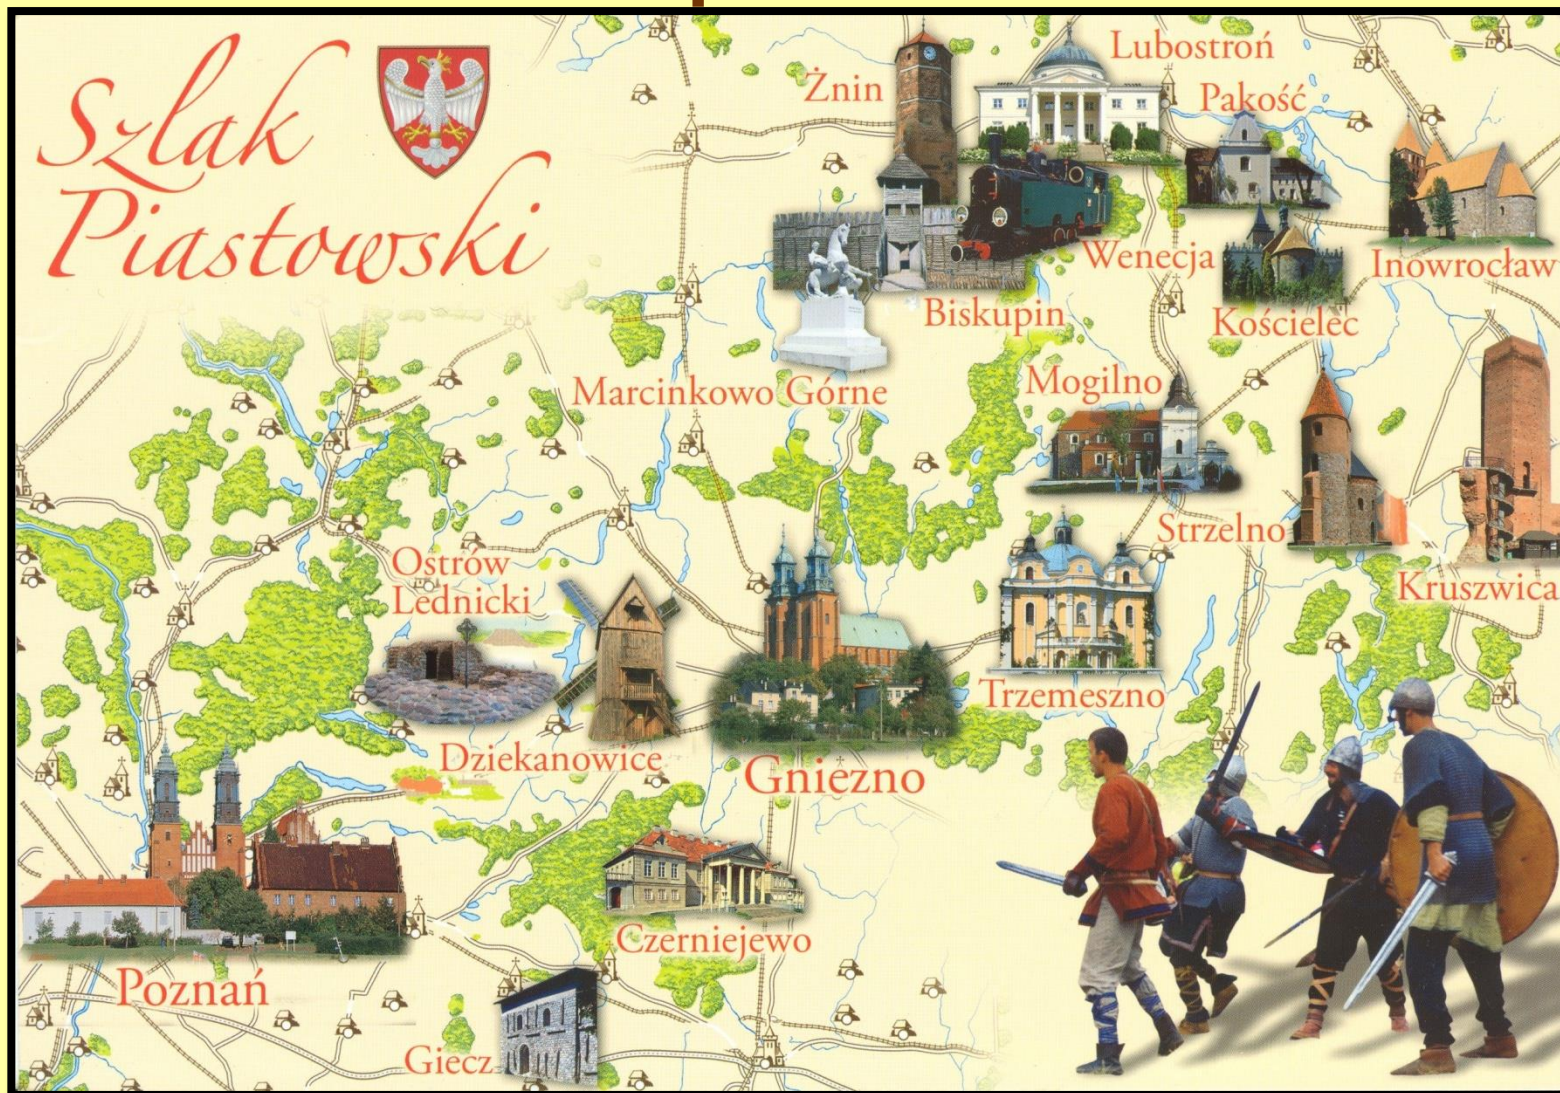 Szlak
Piastowski
Żnin
Lubostroń
Pakość
Wenecja
Inowrocław
Biskupin
Kościelec
Marcinkowo Górne
Mogilno
Strzelno
Kruszwica
Ostrów
Lednicki
Trzemeszno
Dziekanowice
Gniezno
Czerniejewo
Poznań
Giecz